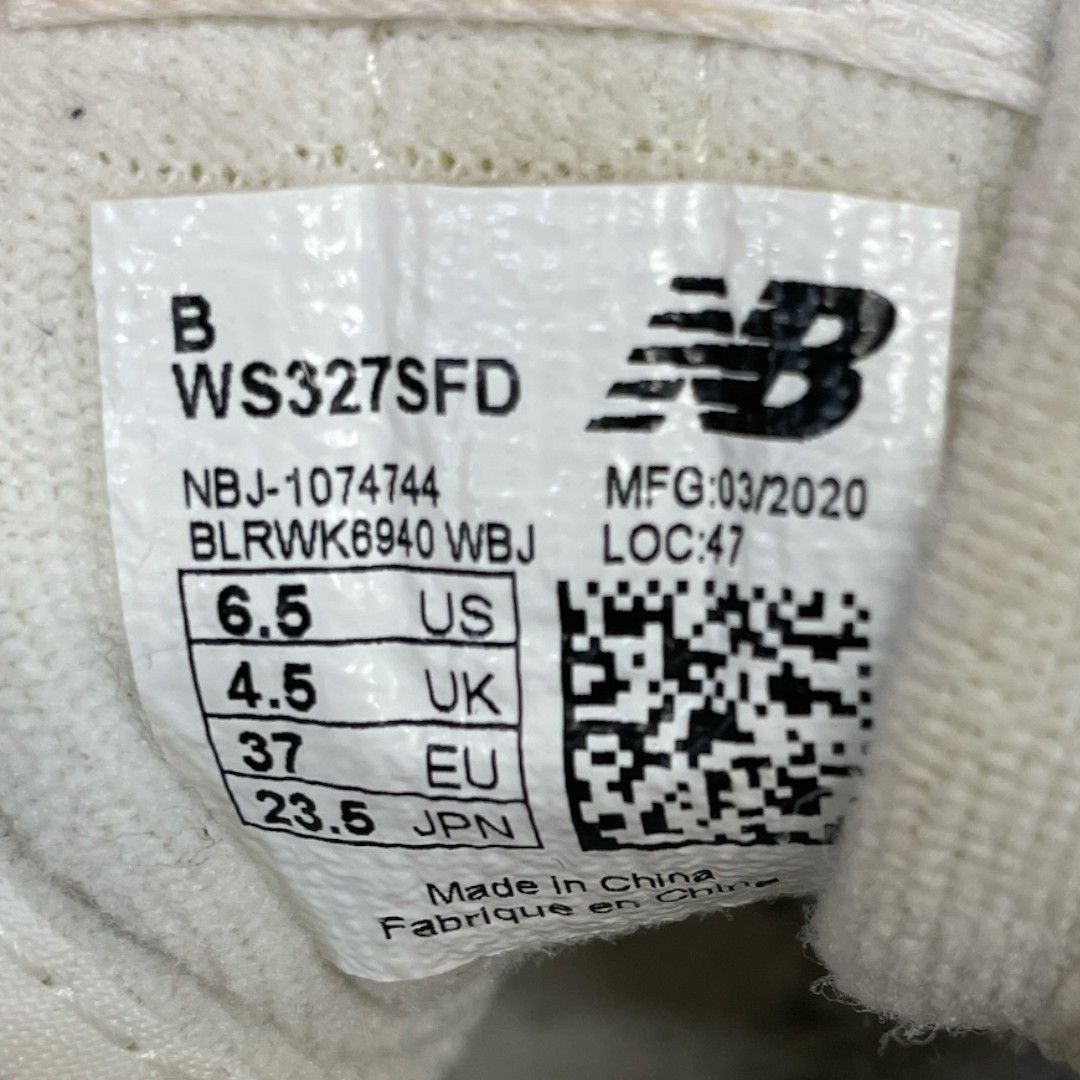 B
WS327SFD
NB
NBJ-1074744
MFG:03/2020
BLRWK6940 WBJ
LOC:47
6.5 US
4.5 UK
37 EU
23.5 JPN
Made in China
Fabrique en Chine